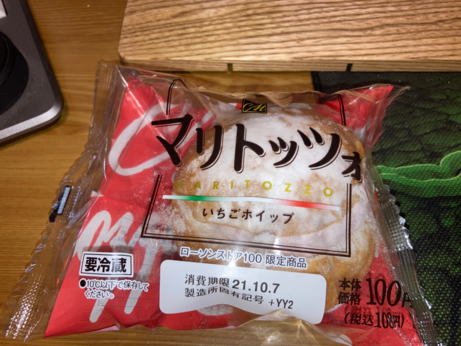 マリトッツォ
MARITOZZO
いちごホイップ
ローソンストア100 限定商品
要冷蔵
●10℃以下で保存して
ください。
消費期限 21.10.7
製造所固有記号 +YY2
本体
価格 100円
(税込108円)